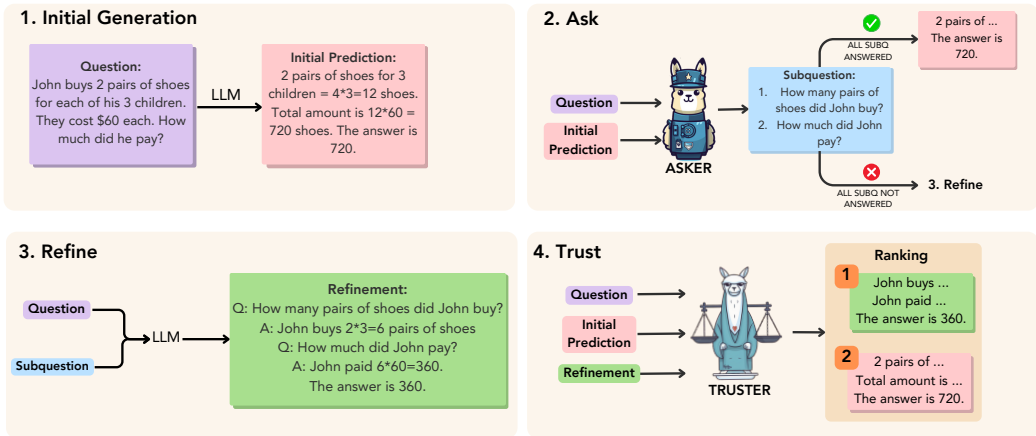 1. Initial Generation
Question:
John buys 2 pairs of shoes
for each of his 3 children.
They cost $60 each. How
much did he pay?
LLM
Initial Prediction:
2 pairs of shoes for 3
children = 4*3=12 shoes.
Total amount is 12*60 =
720 shoes. The answer is
720.
2. Ask
Question
Initial
Prediction
ASKER
Subquestion:
1. How many pairs of
shoes did John buy?
2. How much did John
pay?
ALL SUBQ
ANSWERED
2 pairs of ...
The answer is
720.
ALL SUBQ NOT
ANSWERED
3. Refine
3. Refine
Question
Subquestion
LLM
Refinement:
Q: How many pairs of shoes did John buy?
A: John buys 2*3=6 pairs of shoes
Q: How much did John pay?
A: John paid 6*60=360.
The answer is 360.
4. Trust
Question
Initial
Prediction
Refinement
TRUSTER
Ranking
1
John buys ...
John paid ...
The answer is 360.
2
2 pairs of ...
Total amount is ...
The answer is 720.